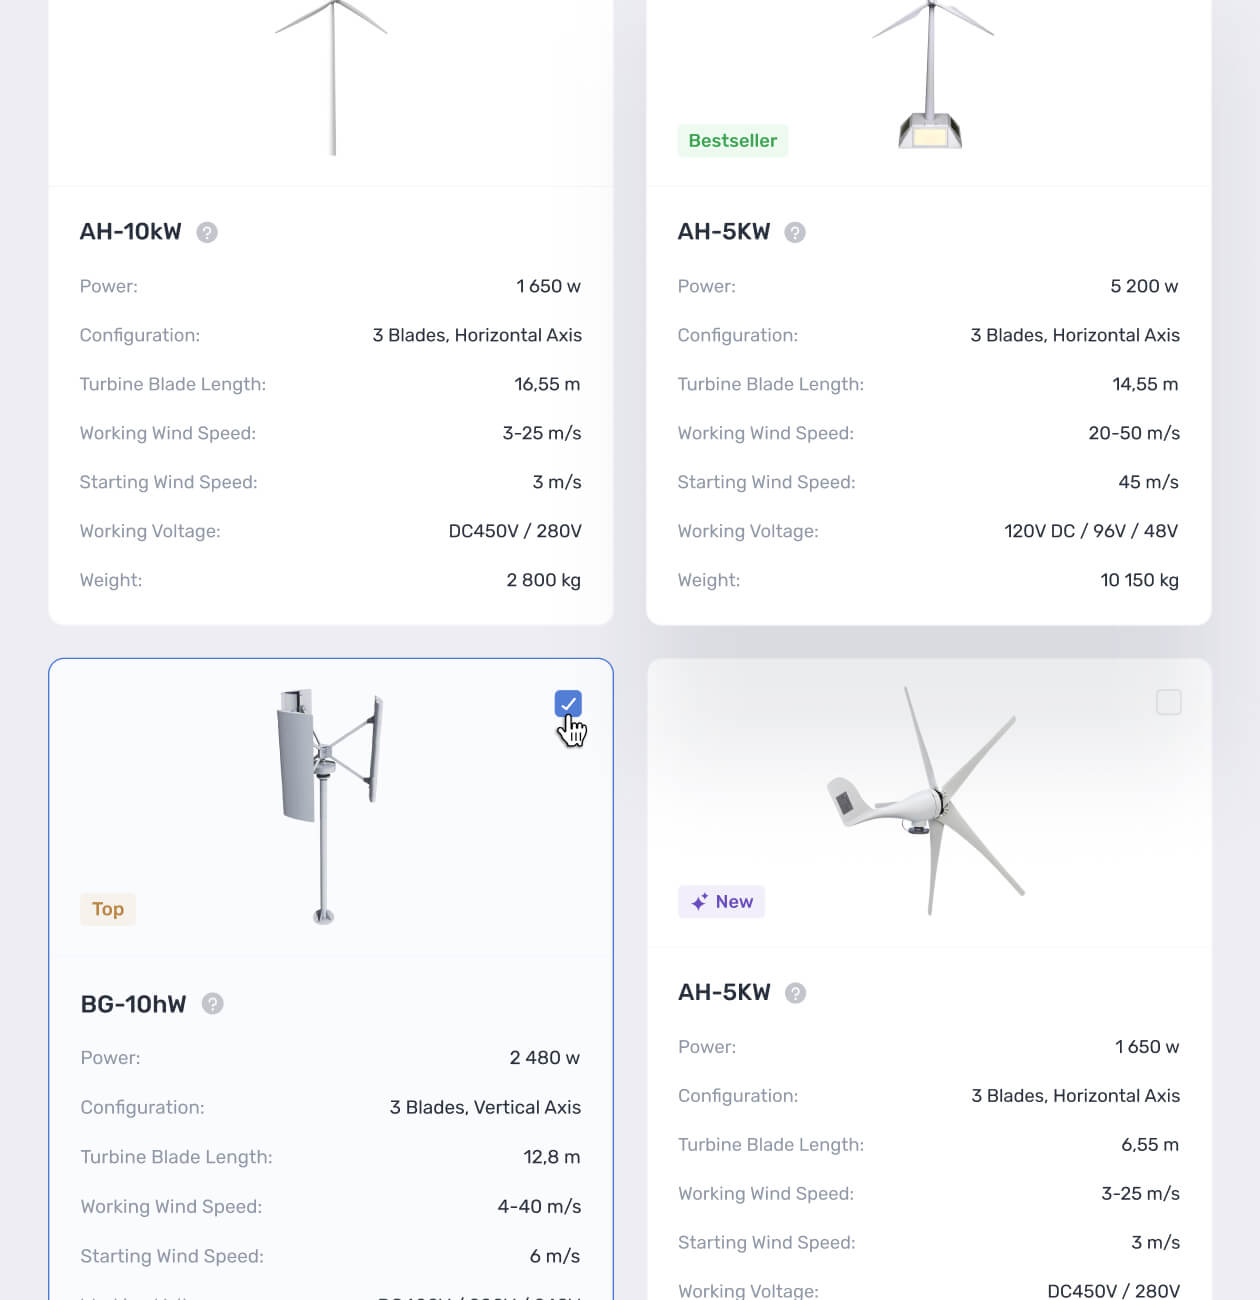 Bestseller
AH-10kW
Power: 1 650 w
Configuration: 3 Blades, Horizontal Axis
Turbine Blade Length: 16,55 m
Working Wind Speed: 3-25 m/s
Starting Wind Speed: 3 m/s
Working Voltage: DC450V / 280V
Weight: 2 800 kg
AH-5KW
Power: 5 200 w
Configuration: 3 Blades, Horizontal Axis
Turbine Blade Length: 14,55 m
Working Wind Speed: 20-50 m/s
Starting Wind Speed: 45 m/s
Working Voltage: 120V DC / 96V / 48V
Weight: 10 150 kg
Top
BG-10hW
Power: 2 480 w
Configuration: 3 Blades, Vertical Axis
Turbine Blade Length: 12,8 m
Working Wind Speed: 4-40 m/s
Starting Wind Speed: 6 m/s
New
AH-5KW
Power: 1 650 w
Configuration: 3 Blades, Horizontal Axis
Turbine Blade Length: 6,55 m
Working Wind Speed: 3-25 m/s
Starting Wind Speed: 3 m/s
Working Voltage: DC450V / 280V